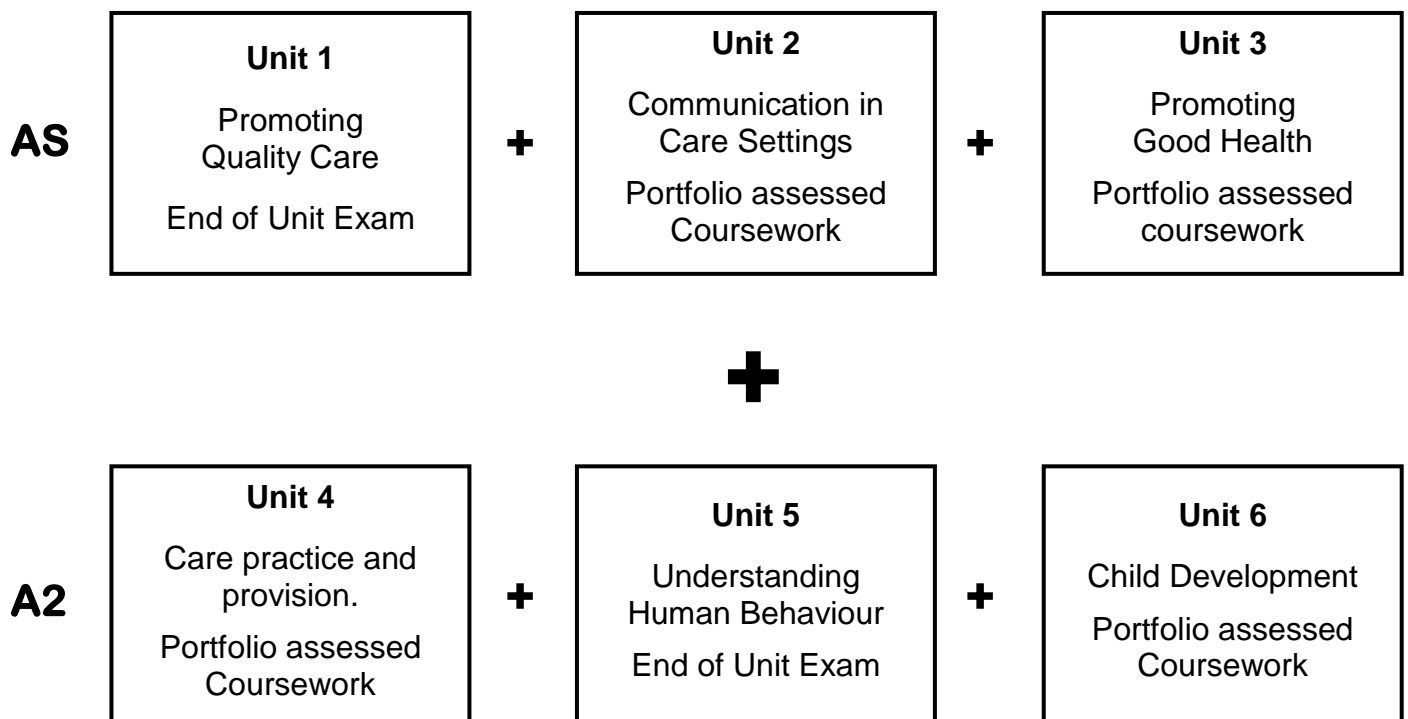 AS
Unit 1
Promoting
Quality Care
End of Unit Exam
+
Unit 2
Communication in
Care Settings
Portfolio assessed
Coursework
+
Unit 3
Promoting
Good Health
Portfolio assessed
coursework
+
A2
Unit 4
Care practice and
provision.
Portfolio assessed
Coursework
+
Unit 5
Understanding
Human Behaviour
End of Unit Exam
+
Unit 6
Child Development
Portfolio assessed
Coursework